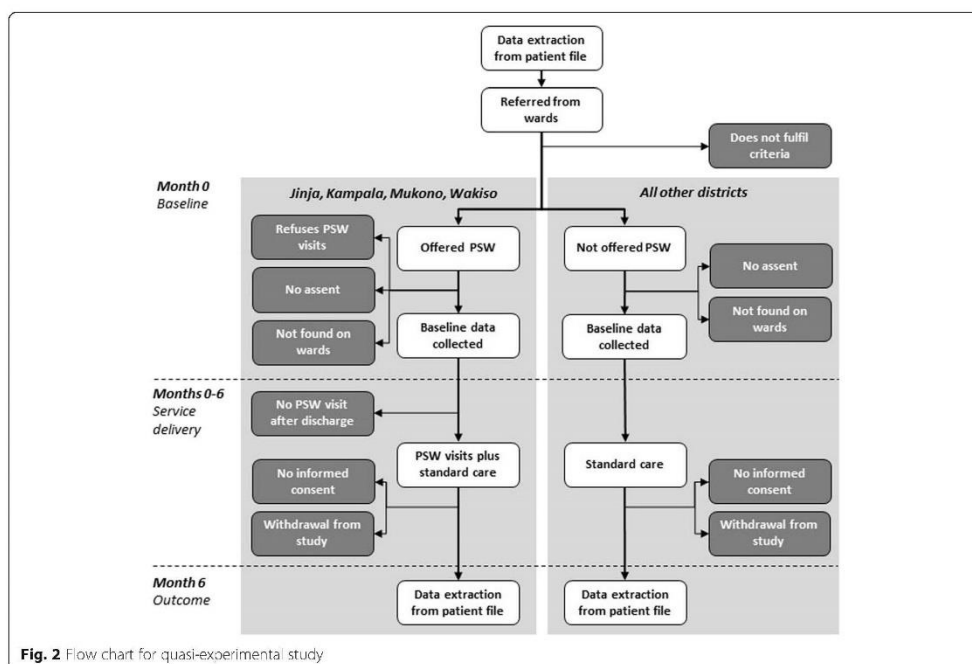 Data extraction
from patient file
Referred from
wards
Does not fulfil
criteria
Month 0
Baseline
Jinja, Kampala, Mukono, Wakiso
All other districts
Refuses PSW
visits
Offered PSW
Not offered PSW
No assent
No assent
Not found on
wards
Baseline data
collected
Baseline data
collected
Not found on
wards
Months 0-6
Service
delivery
No PSW visit
after discharge
PSW visits plus
standard care
Standard care
No informed
consent
No informed
consent
Withdrawal from
study
Withdrawal from
study
Month 6
Outcome
Data extraction
from patient file
Data extraction
from patient file
Fig. 2 Flow chart for quasi-experimental study